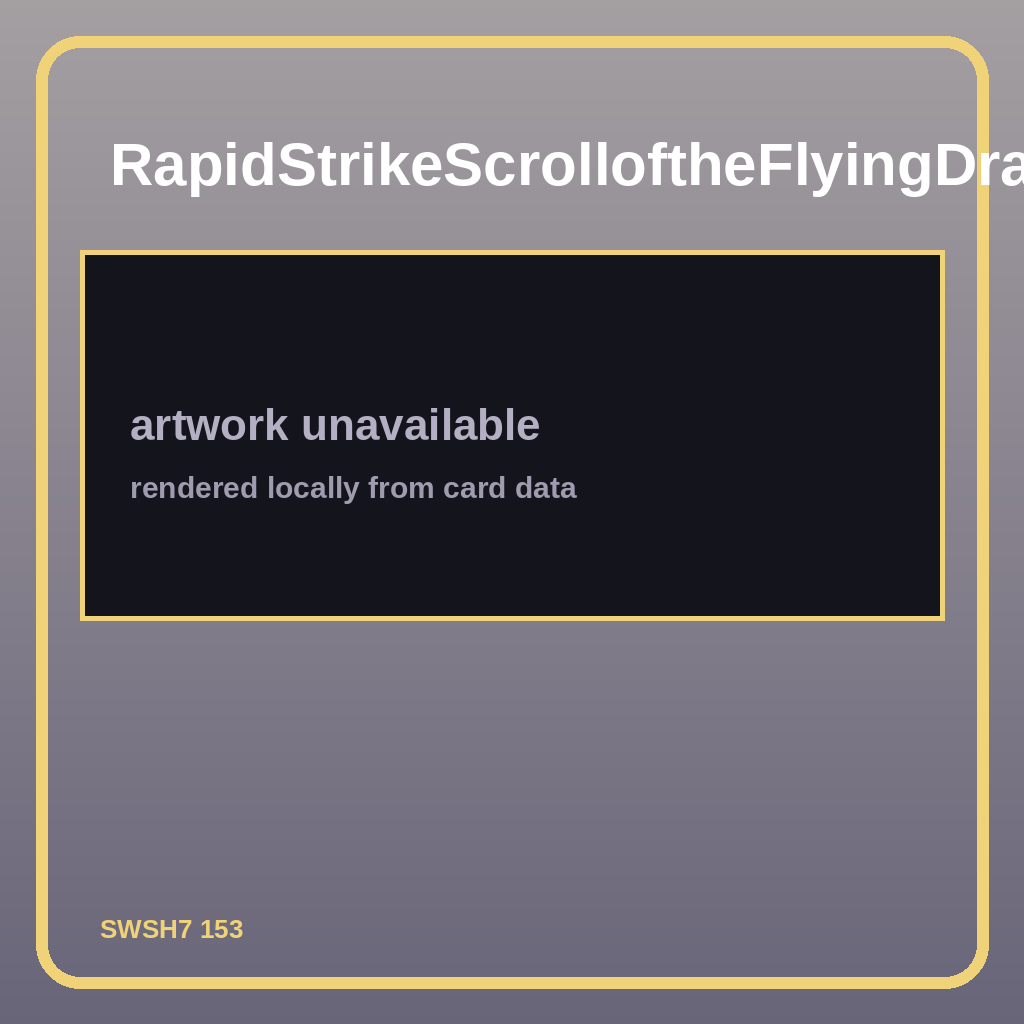 RapidStrikeScrolloftheFlyingDra
artwork unavailable
rendered locally from card data
SWSH7 153